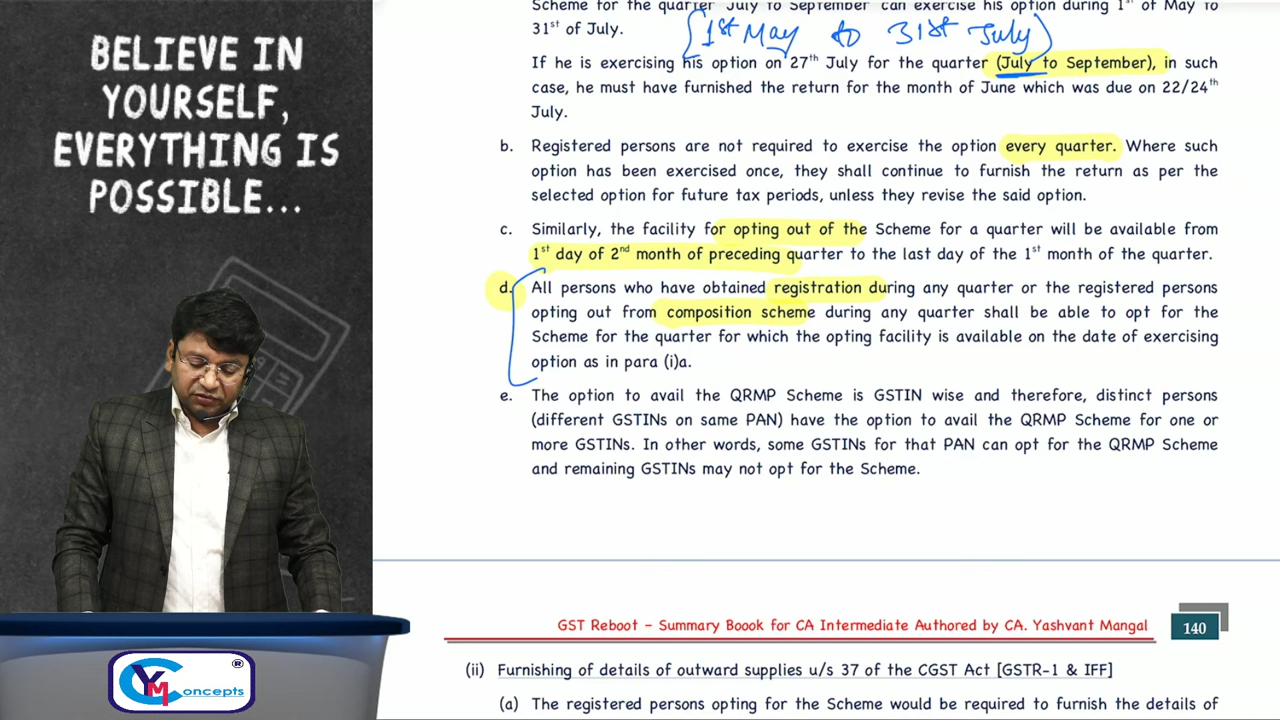 BELIEVE IN
YOURSELF,
EVERYTHING IS
POSSIBLE...
YM Concepts ®
Scheme for the quarter July to September can exercise his option during 1st of May to
31st of July.
(1st May to 31st July)
If he is exercising his option on 27th July for the quarter (July to September), in such
case, he must have furnished the return for the month of June which was due on 22/24th
July.
b. Registered persons are not required to exercise the option every quarter. Where such
option has been exercised once, they shall continue to furnish the return as per the
selected option for future tax periods, unless they revise the said option.
c. Similarly, the facility for opting out of the Scheme for a quarter will be available from
1st day of 2nd month of preceding quarter to the last day of the 1st month of the quarter.
d. All persons who have obtained registration during any quarter or the registered persons
opting out from composition scheme during any quarter shall be able to opt for the
Scheme for the quarter for which the opting facility is available on the date of exercising
option as in para (i)a.
e. The option to avail the QRMP Scheme is GSTIN wise and therefore, distinct persons
(different GSTINs on same PAN) have the option to avail the QRMP Scheme for one or
more GSTINs. In other words, some GSTINs for that PAN can opt for the QRMP Scheme
and remaining GSTINs may not opt for the Scheme.
GST Reboot – Summary Boook for CA Intermediate Authored by CA. Yashvant Mangal 140
(ii) Furnishing of details of outward supplies u/s 37 of the CGST Act [GSTR-1 & IFF]
(a) The registered persons opting for the Scheme would be required to furnish the details of